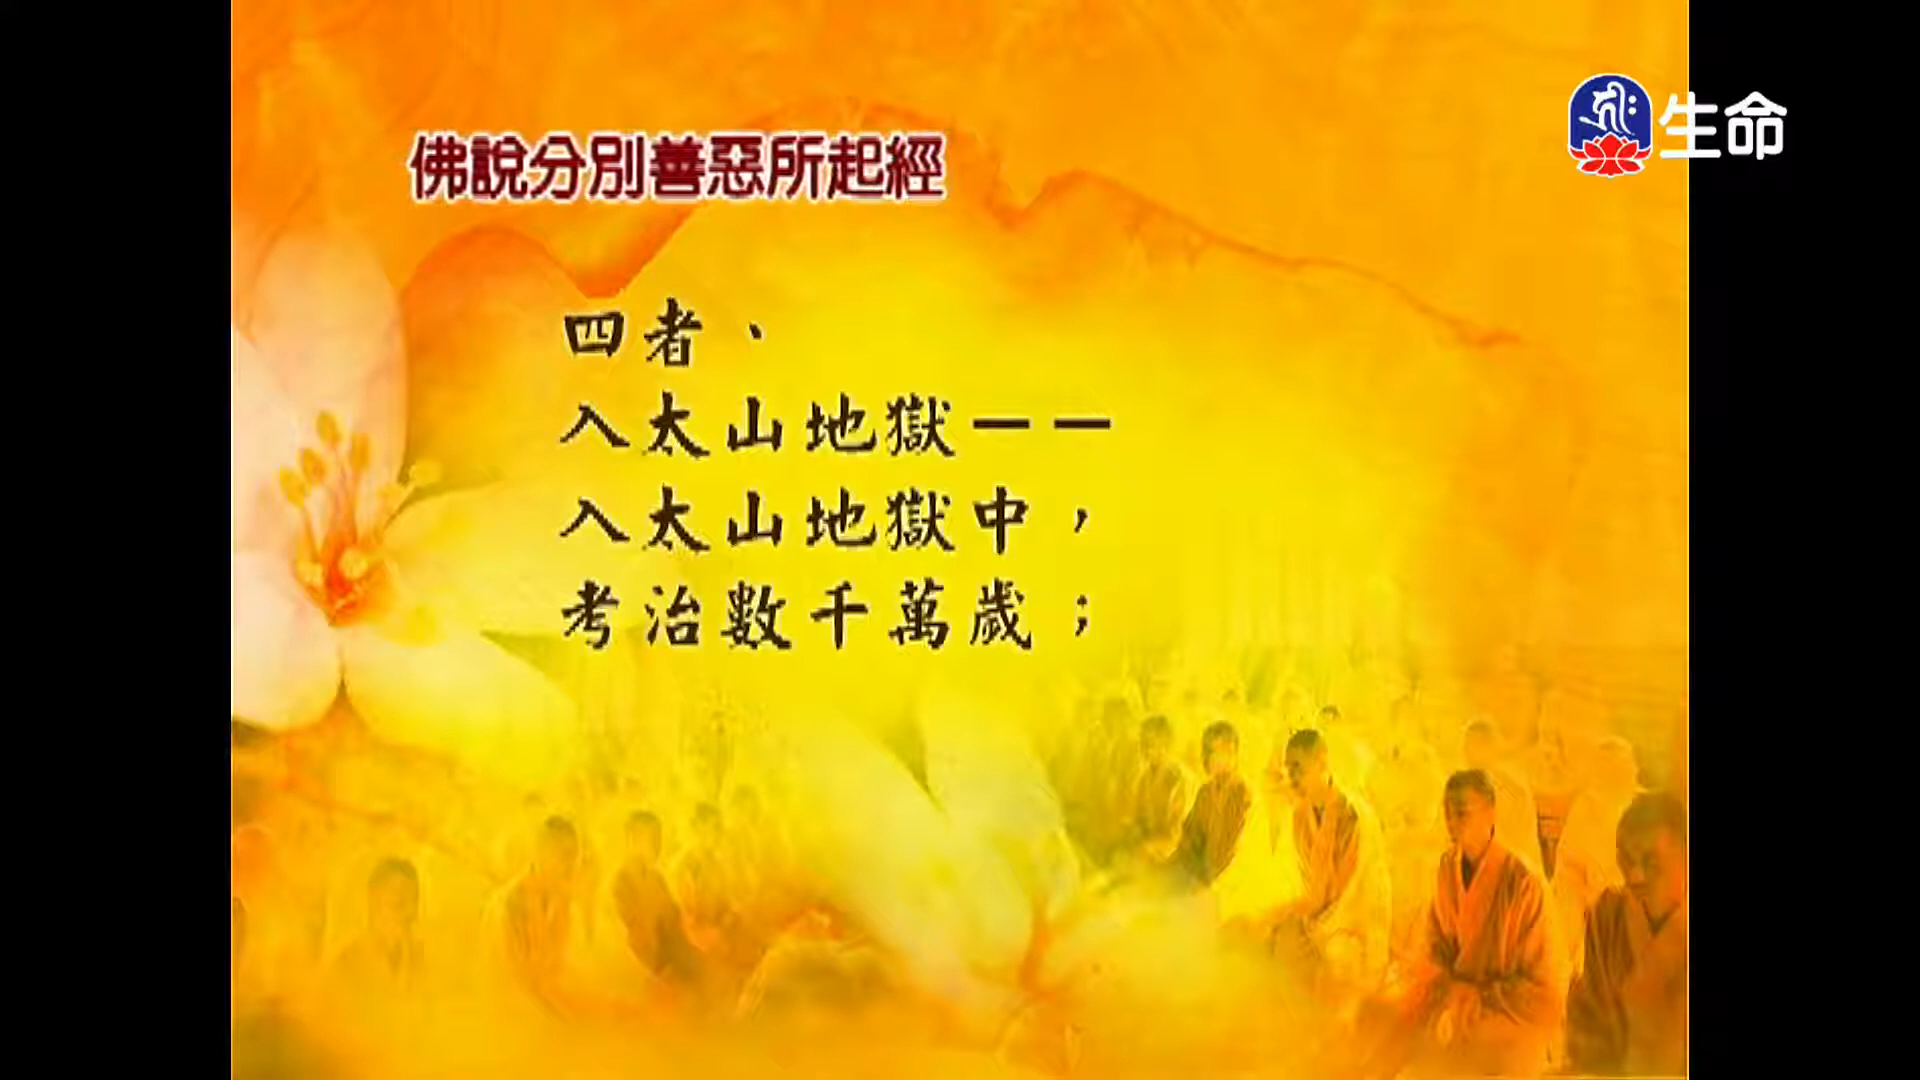 生命
佛說分別善惡所起經
四者、
入太山地獄——
入太山地獄中，
考治數千萬歲；